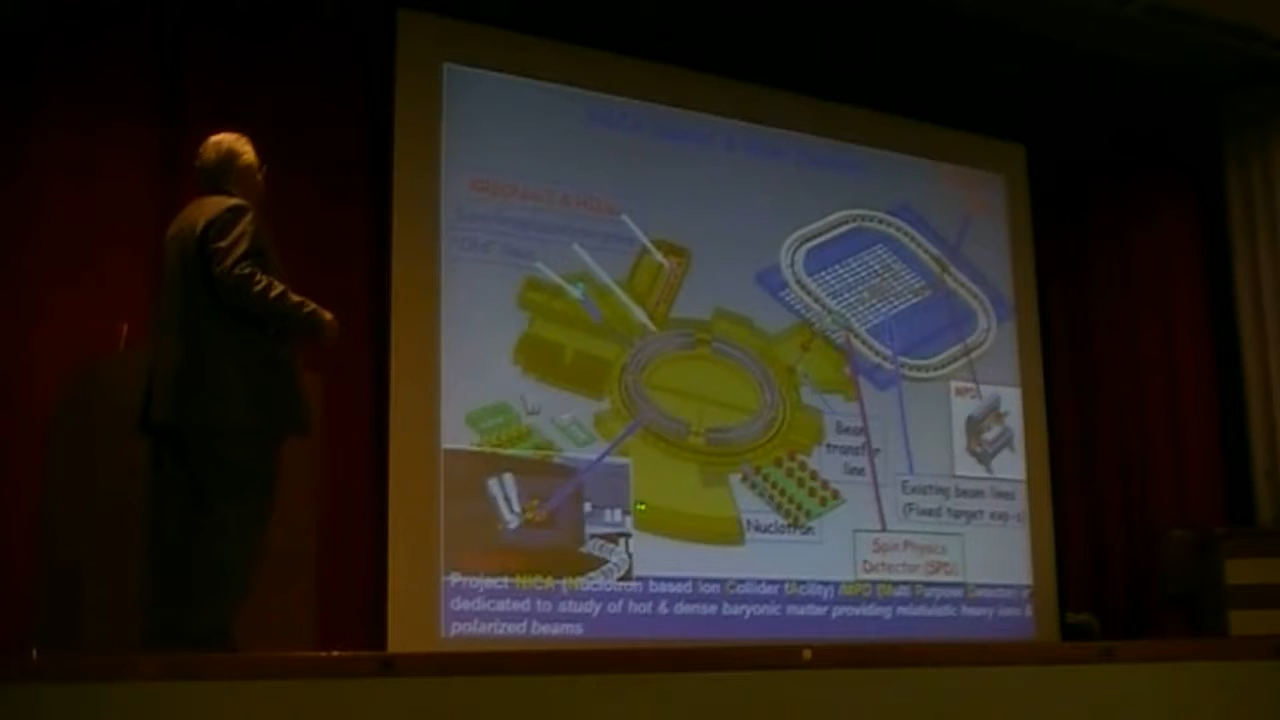 MPD
Beam
transfer
line
Existing beam lines
(Fixed target exp-s
Nuclotron
Spin Physics
Detector (SPD)
Project NICA (Nuclotron based Ion Collider fAcility) MPD (Multi Purpose Detector)
dedicated to study of hot & dense baryonic matter providing relativistic heavy ions &
polarized beams